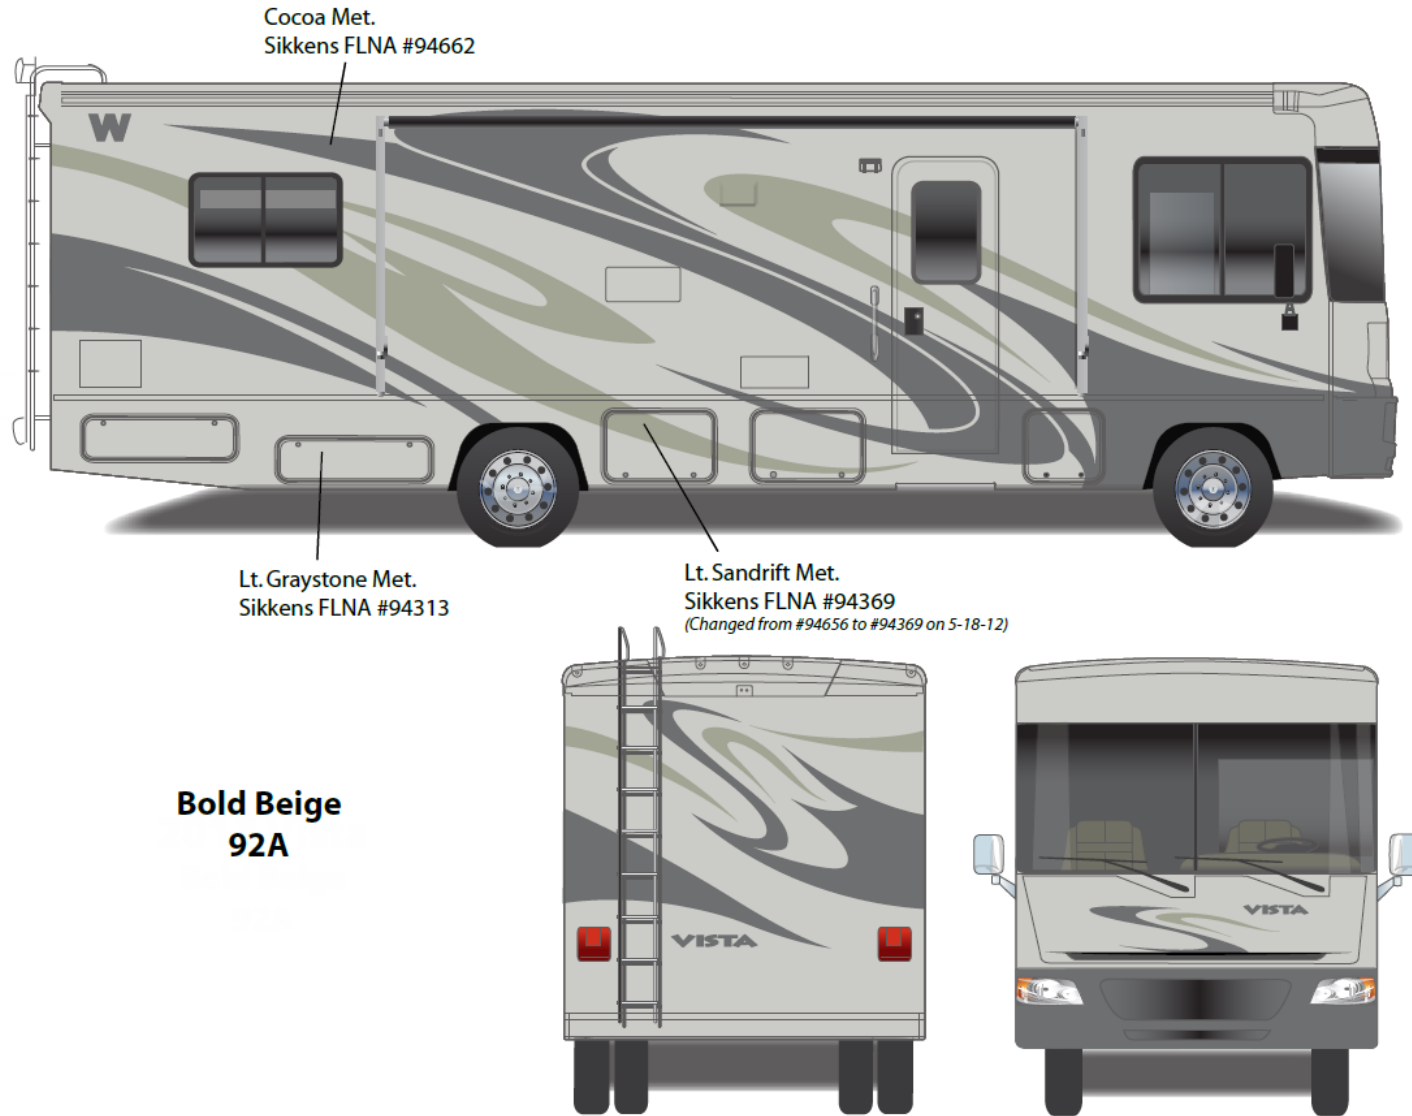 Cocoa Met.
Sikkens FLNA #94662
W
Lt. Graystone Met.
Sikkens FLNA #94313
Lt. Sandrift Met.
Sikkens FLNA #94369
(Changed from #94656 to #94369 on 5-18-12)
Bold Beige
92A
VISTA
VISTA